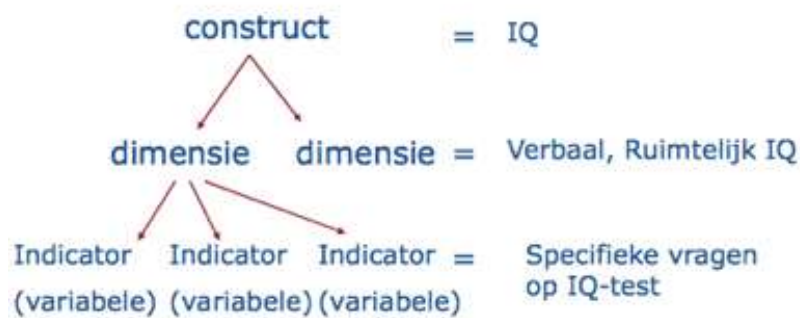 construct = IQ
dimensie dimensie = Verbaal, Ruimtelijk IQ
Indicator Indicator Indicator = Specifieke vragen
(variabele) (variabele) (variabele) op IQ-test